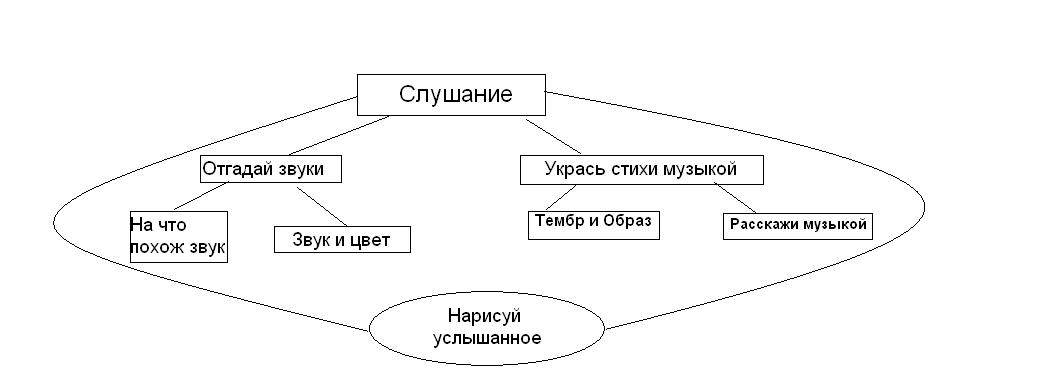 Слушание
Отгадай звуки
Укрась стихи музыкой
На что
похож звук
Звук и цвет
Тембр и Образ
Расскажи музыкой
Нарисуй
услышанное